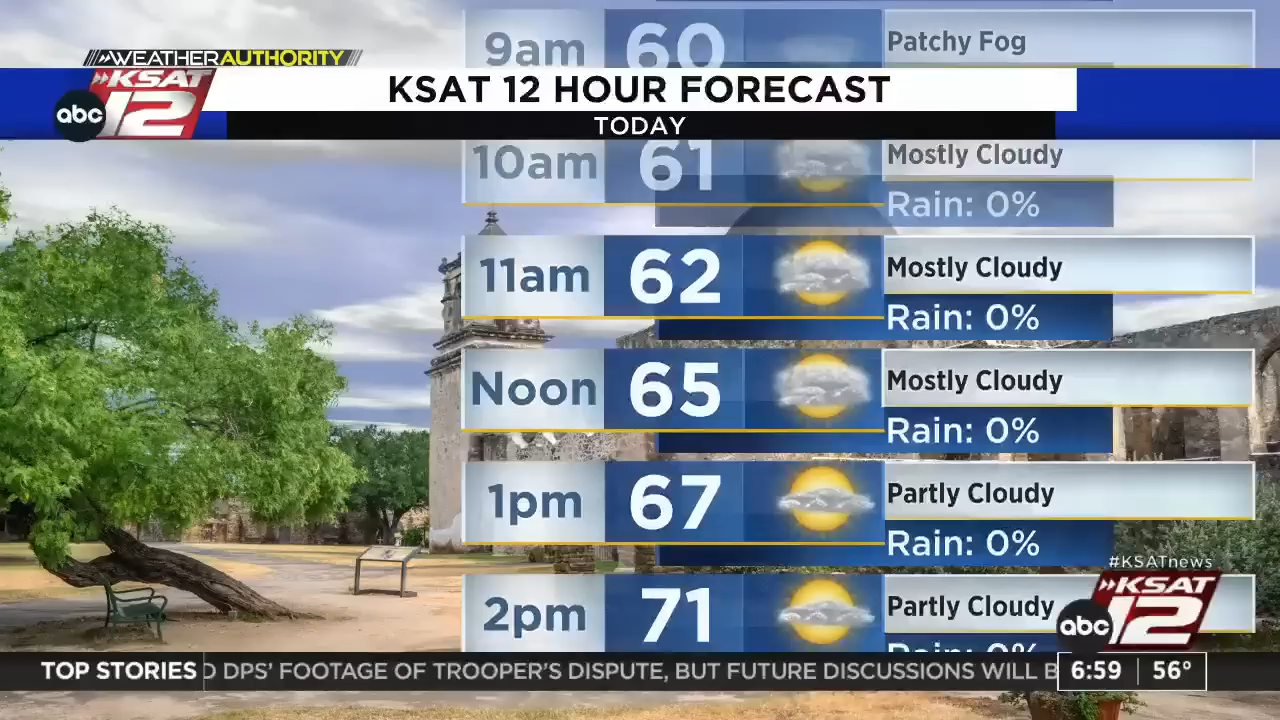 9am 60 Patchy Fog
WEATHERAUTHORITY
KSAT
abc 12
KSAT 12 HOUR FORECAST
TODAY
10am 61 Mostly Cloudy
Rain: 0%
11am 62 Mostly Cloudy
Rain: 0%
Noon 65 Mostly Cloudy
Rain: 0%
1pm 67 Partly Cloudy
Rain: 0%
#KSATnews
2pm 71 Partly Cloudy
KSAT
abc 12
Rain: 0%
TOP STORIES D DPS' FOOTAGE OF TROOPER'S DISPUTE, BUT FUTURE DISCUSSIONS WILL B
6:59 56°